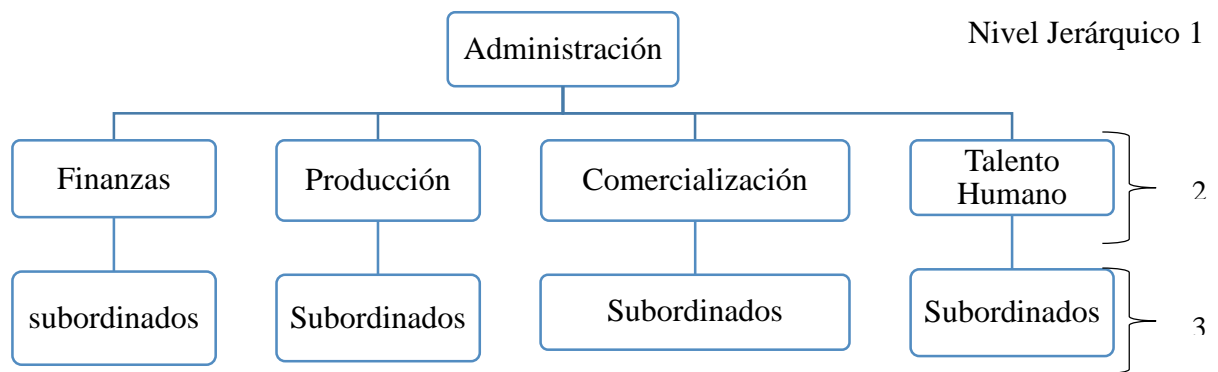 Administración
Nivel Jerárquico 1
Finanzas
Producción
Comercialización
Talento
Humano
2
subordinados
Subordinados
Subordinados
Subordinados
3